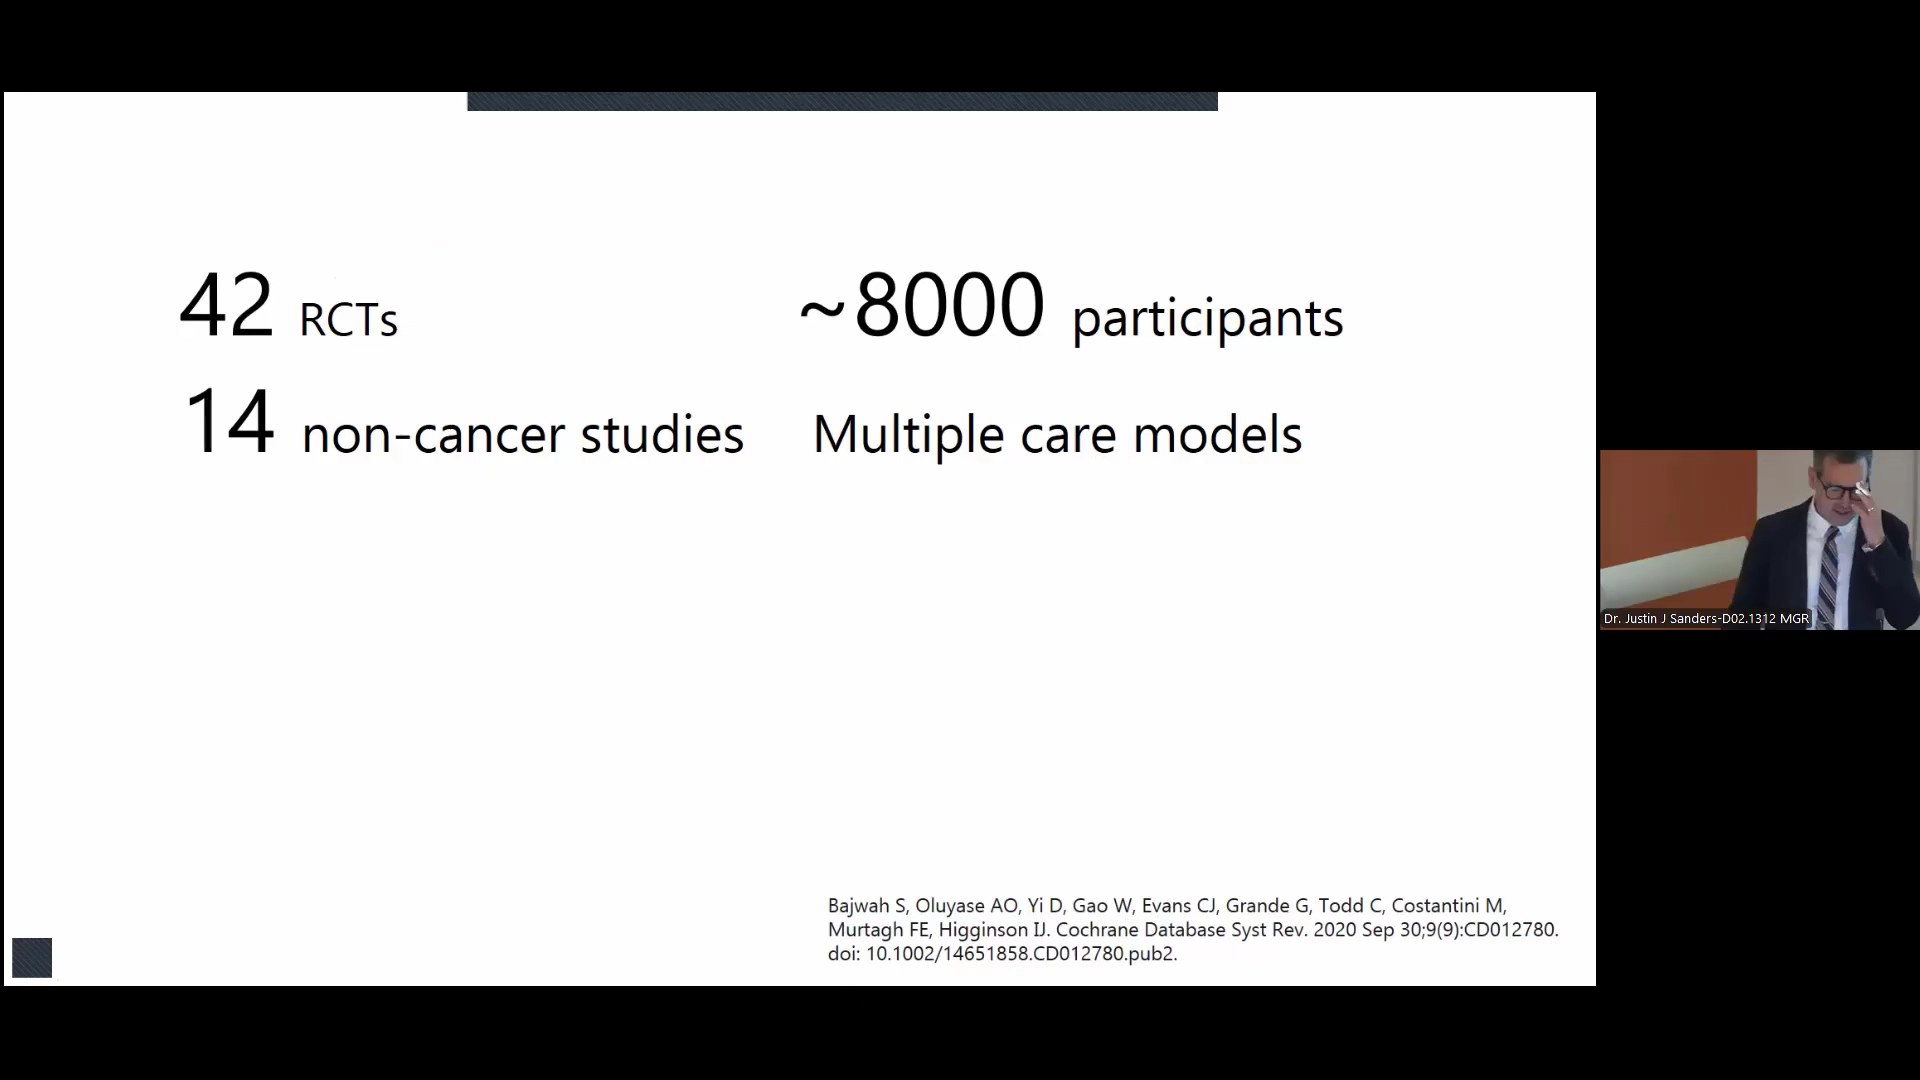 42 RCTs
~8000 participants
14 non-cancer studies
Multiple care models
Bajwah S, Oluyase AO, Yi D, Gao W, Evans CJ, Grande G, Todd C, Costantini M,
Murtagh FE, Higginson IJ. Cochrane Database Syst Rev. 2020 Sep 30;9(9):CD012780.
doi: 10.1002/14651858.CD012780.pub2.
Dr. Justin J Sanders-D02.1312 MGR